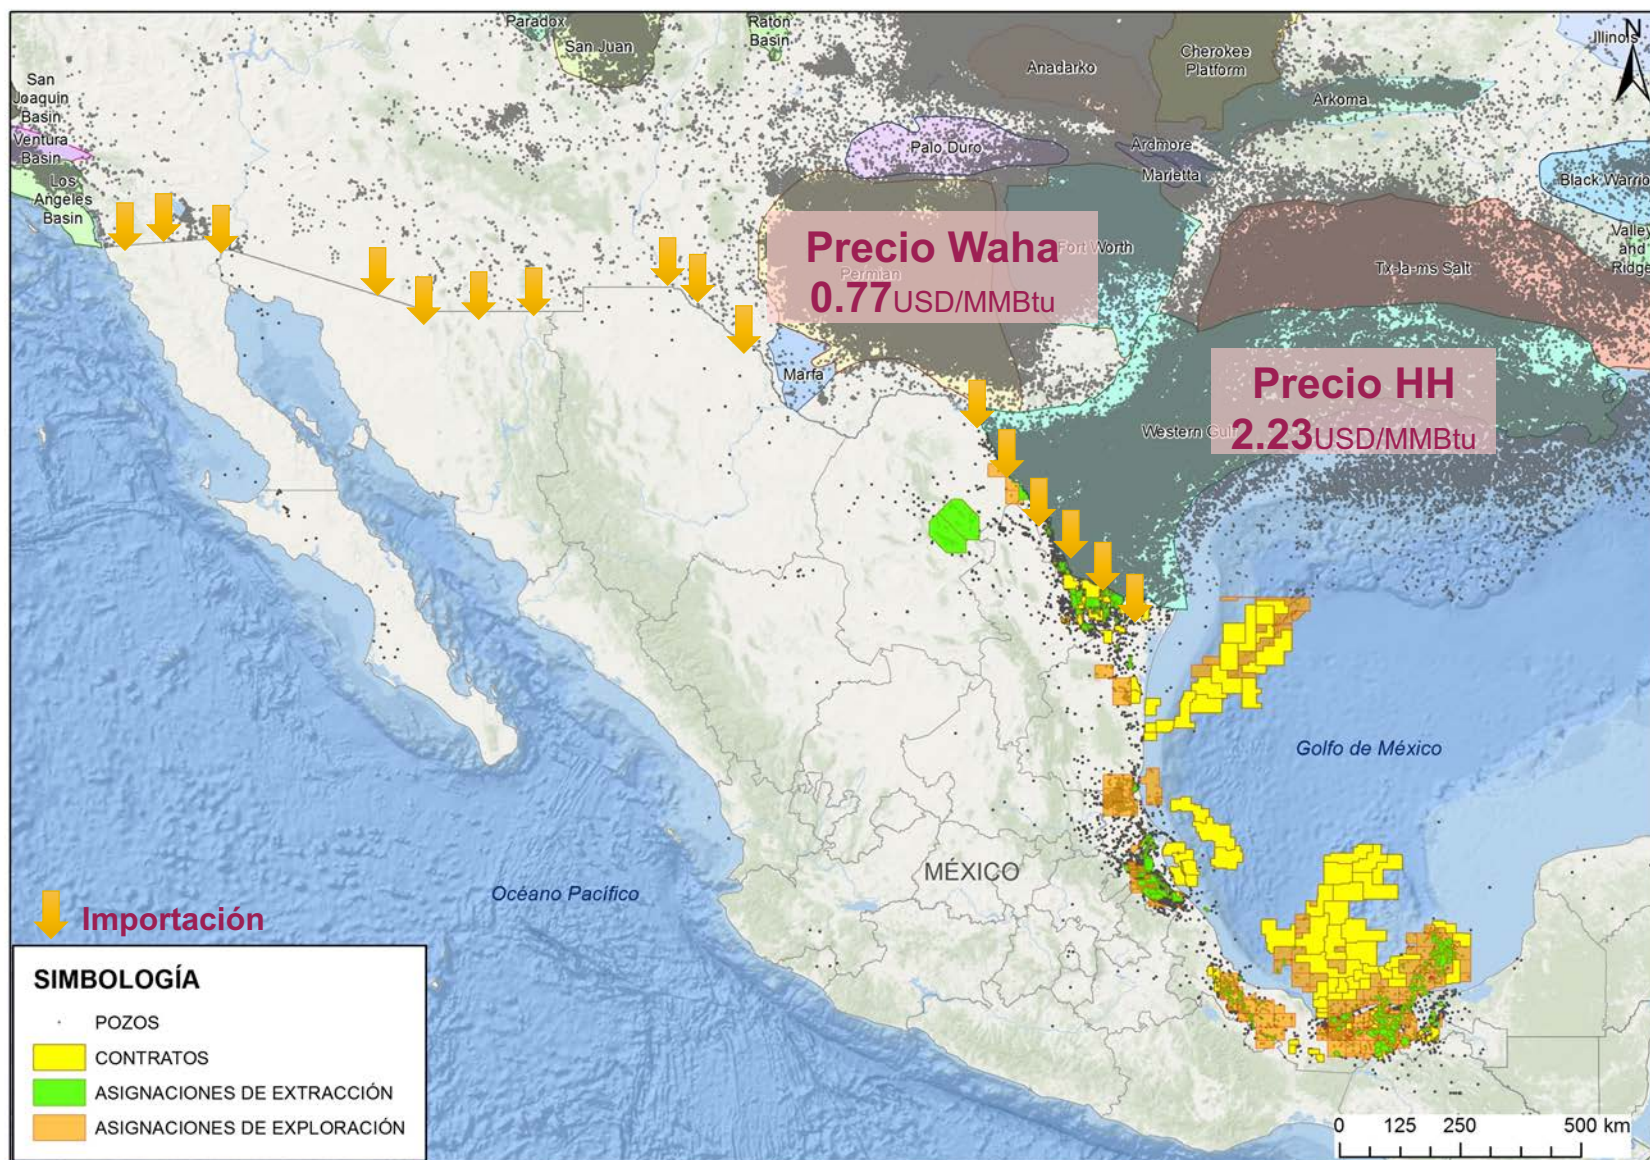 Paradox
San Juan
Raton
Basin
Anadarko
Cherokee
Platform
Illinois
N
San
Joaquin
Basin
Ventura
Basin
Los
Angeles
Basin
Arkoma
Palo Duro
Ardmore
Marietta
Black Warrio
Valley
and
Ridge
Precio Waha
0.77USD/MMBtu
Fort Worth
Permian
Tx-la-ms Salt
Marfa
Precio HH
2.23USD/MMBtu
Western Gulf
Golfo de México
MÉXICO
Océano Pacífico
Importación
SIMBOLOGÍA
POZOS
CONTRATOS
ASIGNACIONES DE EXTRACCIÓN
ASIGNACIONES DE EXPLORACIÓN
0 125 250 500 km